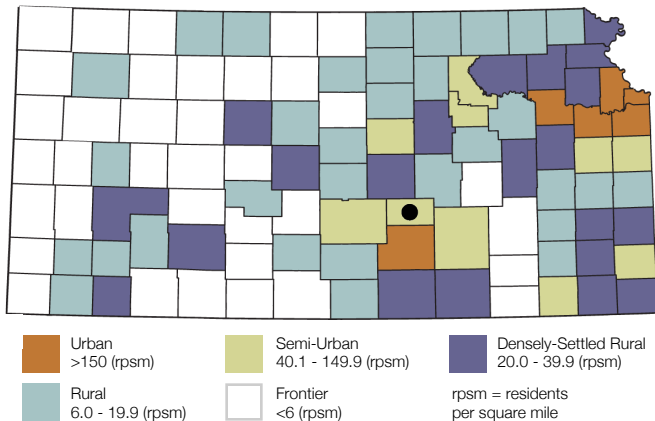 Urban
>150 (rpsm)
Semi-Urban
40.1 - 149.9 (rpsm)
Densely-Settled Rural
20.0 - 39.9 (rpsm)
Rural
6.0 - 19.9 (rpsm)
Frontier
<6 (rpsm)
rpsm = residents
per square mile